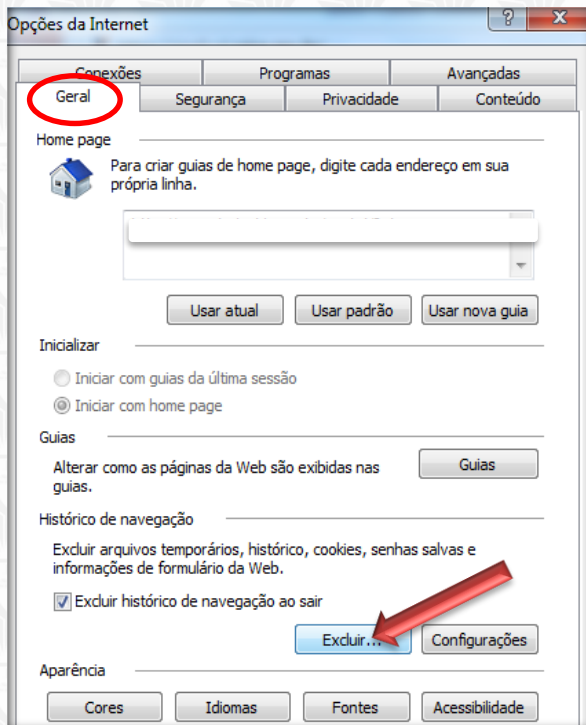 Opções da Internet
?
X
Conexões Programas Avançadas
Geral Segurança Privacidade Conteúdo
Home page
Para criar guias de home page, digite cada endereço em sua
própria linha.
Usar atual Usar padrão Usar nova guia
Inicializar
Iniciar com guias da última sessão
Iniciar com home page
Guias
Alterar como as páginas da Web são exibidas nas
guias.
Guias
Histórico de navegação
Excluir arquivos temporários, histórico, cookies, senhas salvas e
informações de formulário da Web.
Excluir histórico de navegação ao sair
Excluir... Configurações
Aparência
Cores Idiomas Fontes Acessibilidade